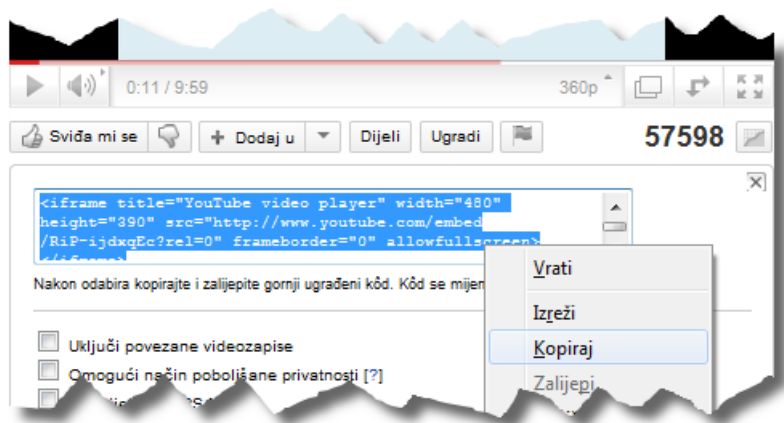 0:11 / 9:59
360p
Sviđa mi se
+ Dodaj u
Dijeli
Ugradi
57598
<iframe title="YouTube video player" width="480"
height="390" src="http://www.youtube.com/embed
/RiP-ijdxqEc?rel=0" frameborder="0" allowfullscreen>
</iframe>
Nakon odabira kopirajte i zalijepite gornji ugrađeni kôd. Kôd se mijen
Vrati
Izreži
Kopiraj
Zalijepi
Uključi povezane videozapise
Omogući način poboljšane privatnosti [?]